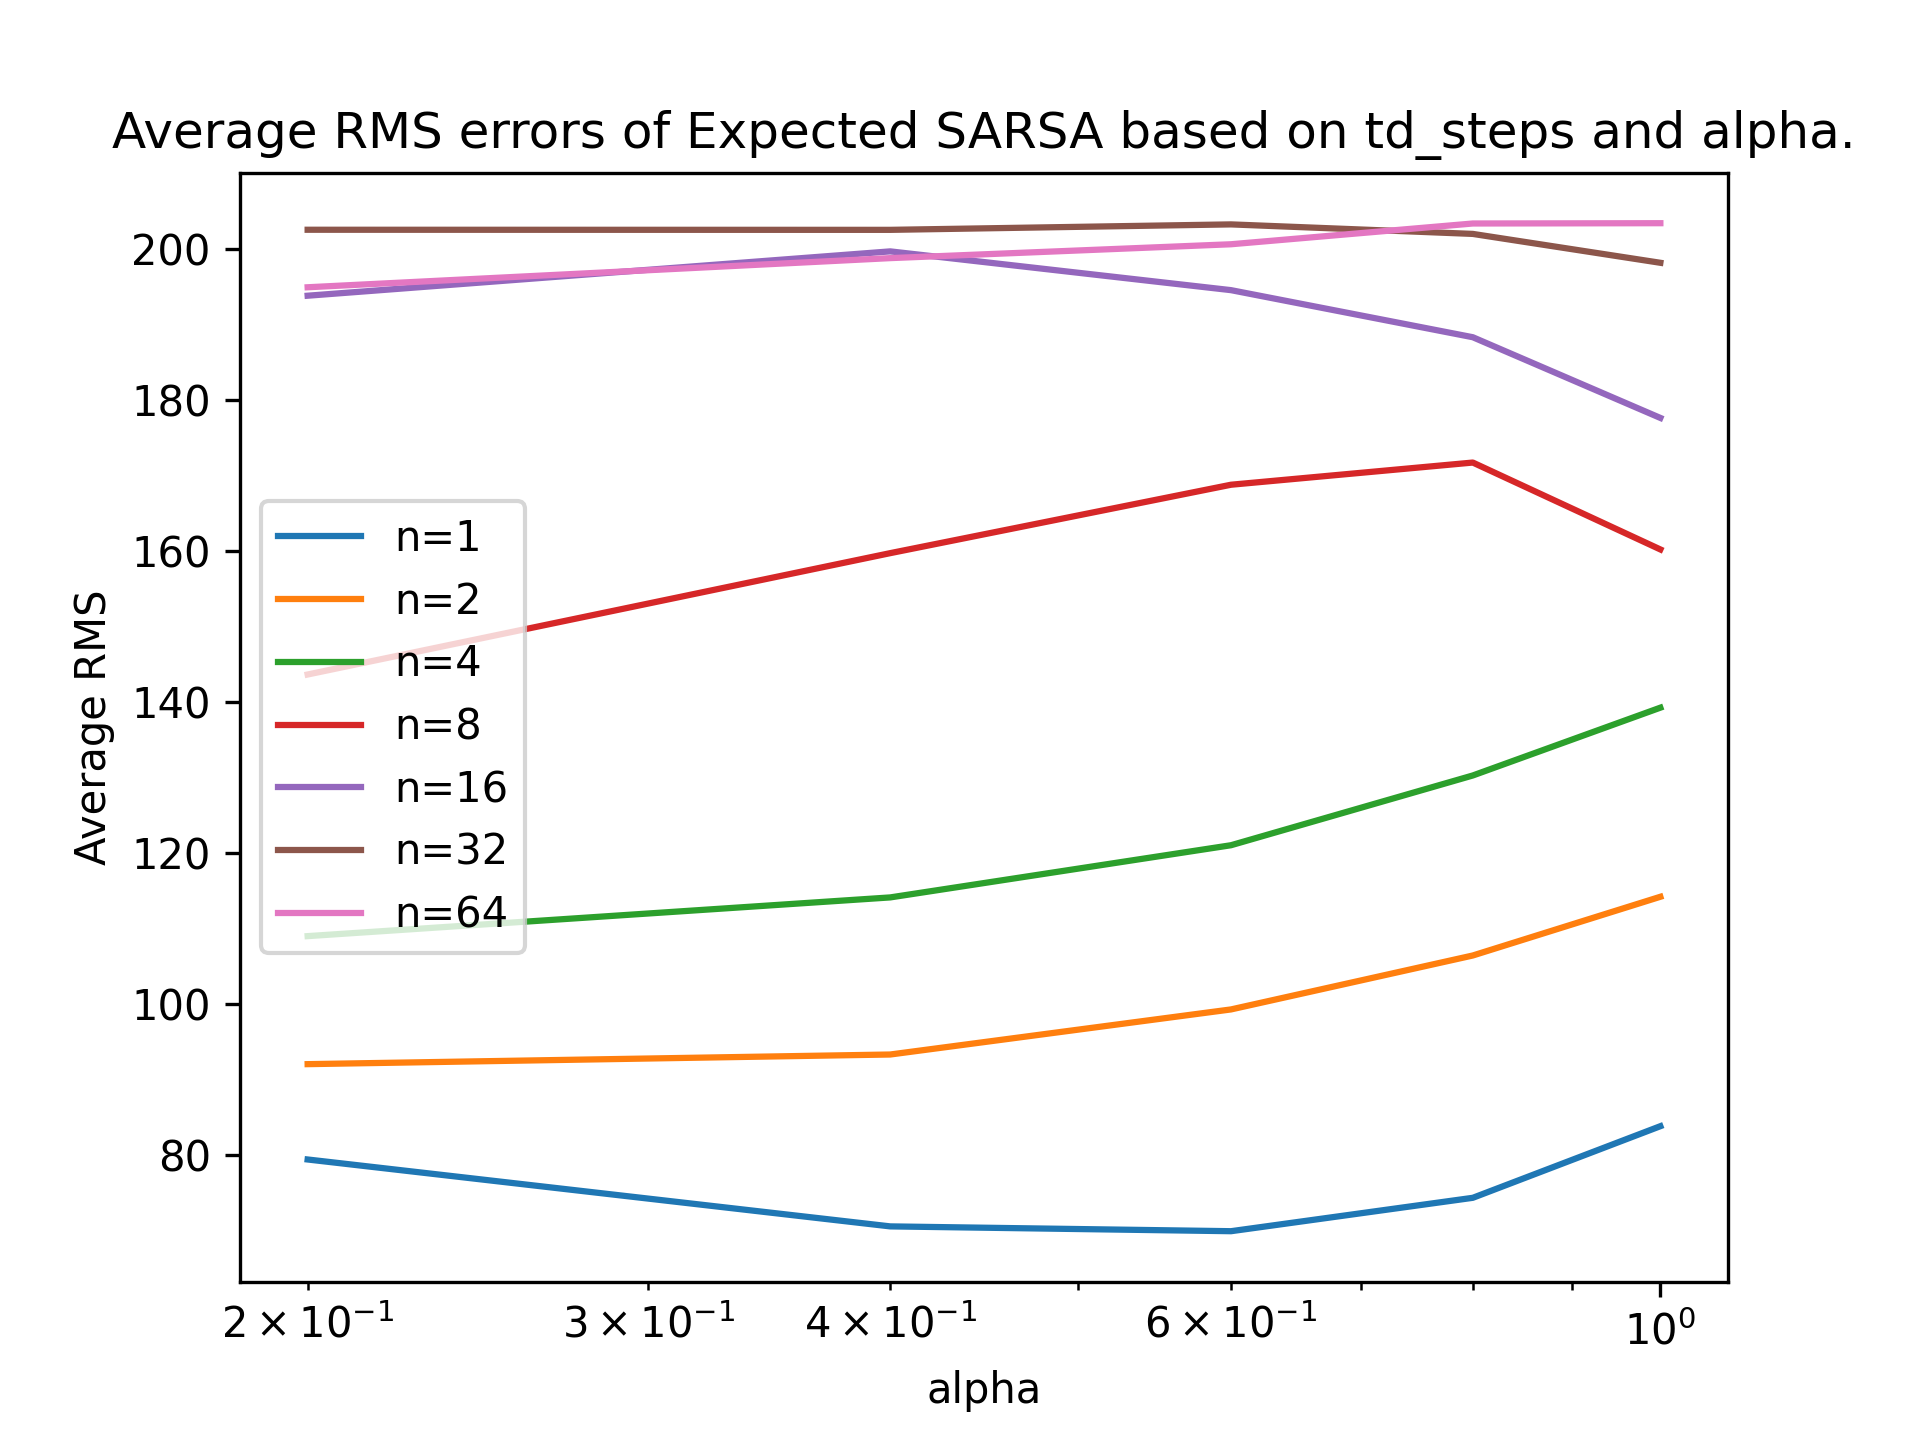 Average RMS errors of Expected SARSA based on td_steps and alpha.
200
180
160
140
120
100
80
Average RMS
n=1
n=2
n=4
n=8
n=16
n=32
n=64
2 × 10⁻¹ 3 × 10⁻¹ 4 × 10⁻¹ 6 × 10⁻¹ 10⁰
alpha